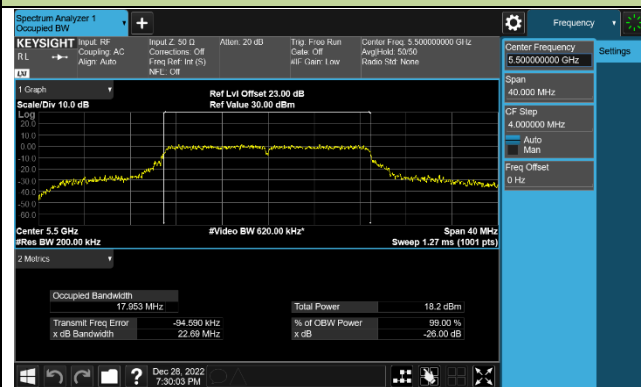 Spectrum Analyzer 1
Occupied BW
Frequency
KEYSIGHT
Input: RF
Coupling: AC
Align: Auto
Input Z: 50 Ω
Corrections: Off
Freq Ref: Int (S)
NFE: Off
Atten: 20 dB
Trig: Free Run
Gate: Off
#IF Gain: Low
Center Freq: 5.500000000 GHz
Avg|Hold: 50/50
Radio Std: None
RL
LXI
Center Frequency
5.500000000 GHz
Settings
Span
40.000 MHz
CF Step
4.000000 MHz
Auto
Man
Freq Offset
0 Hz
1 Graph
Scale/Div 10.0 dB
Ref Lvl Offset 23.00 dB
Ref Value 30.00 dBm
Log
20.0
10.0
0.00
-10.0
-20.0
-30.0
-40.0
-50.0
-60.0
Center 5.5 GHz
#Video BW 620.00 kHz*
Span 40 MHz
#Res BW 200.00 kHz
Sweep 1.27 ms (1001 pts)
2 Metrics
Occupied Bandwidth
17.953 MHz
Total Power 18.2 dBm
Transmit Freq Error -94.590 kHz
% of OBW Power 99.00 %
x dB Bandwidth 22.69 MHz
x dB -26.00 dB
?
Dec 28, 2022
7:30:03 PM